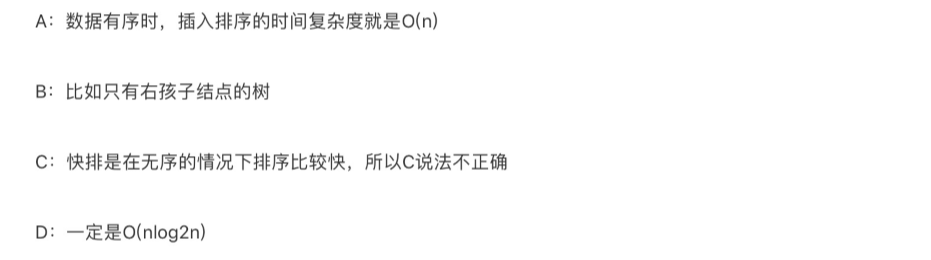 A：数据有序时，插入排序的时间复杂度就是O(n)
B：比如只有右孩子结点的树
C：快排是在无序的情况下排序比较快，所以C说法不正确
D：一定是O(nlog2n)